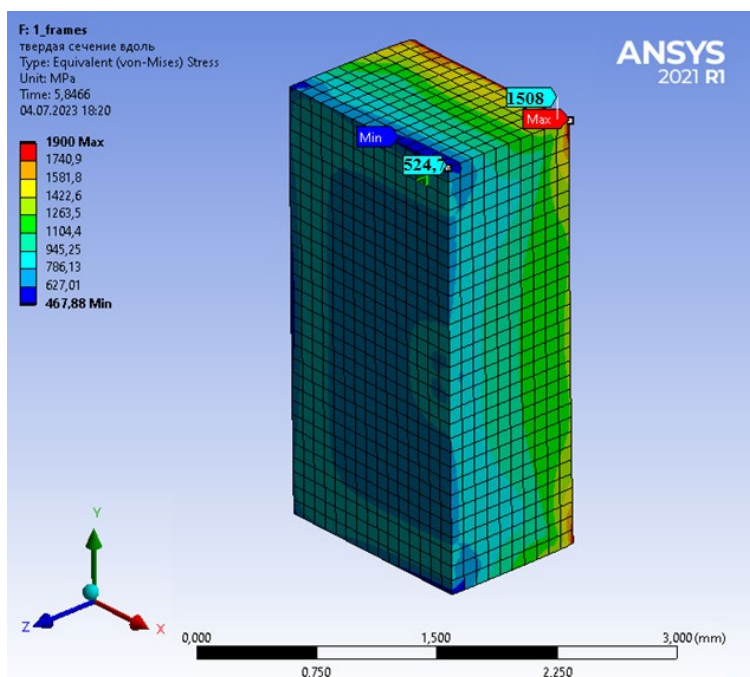 F: 1_frames
твердая сечение вдоль
Type: Equivalent (von-Mises) Stress
Unit: MPa
Time: 5,8466
04.07.2023 18:20
1900 Max
1740,9
1581,8
1422,6
1263,5
1104,4
945,25
786,13
627,01
467,88 Min
ANSYS
2021 R1
1508
Max
Min
524,7
Y
Z
X
0,000
1,500
3,000 (mm)
0.750
2.250